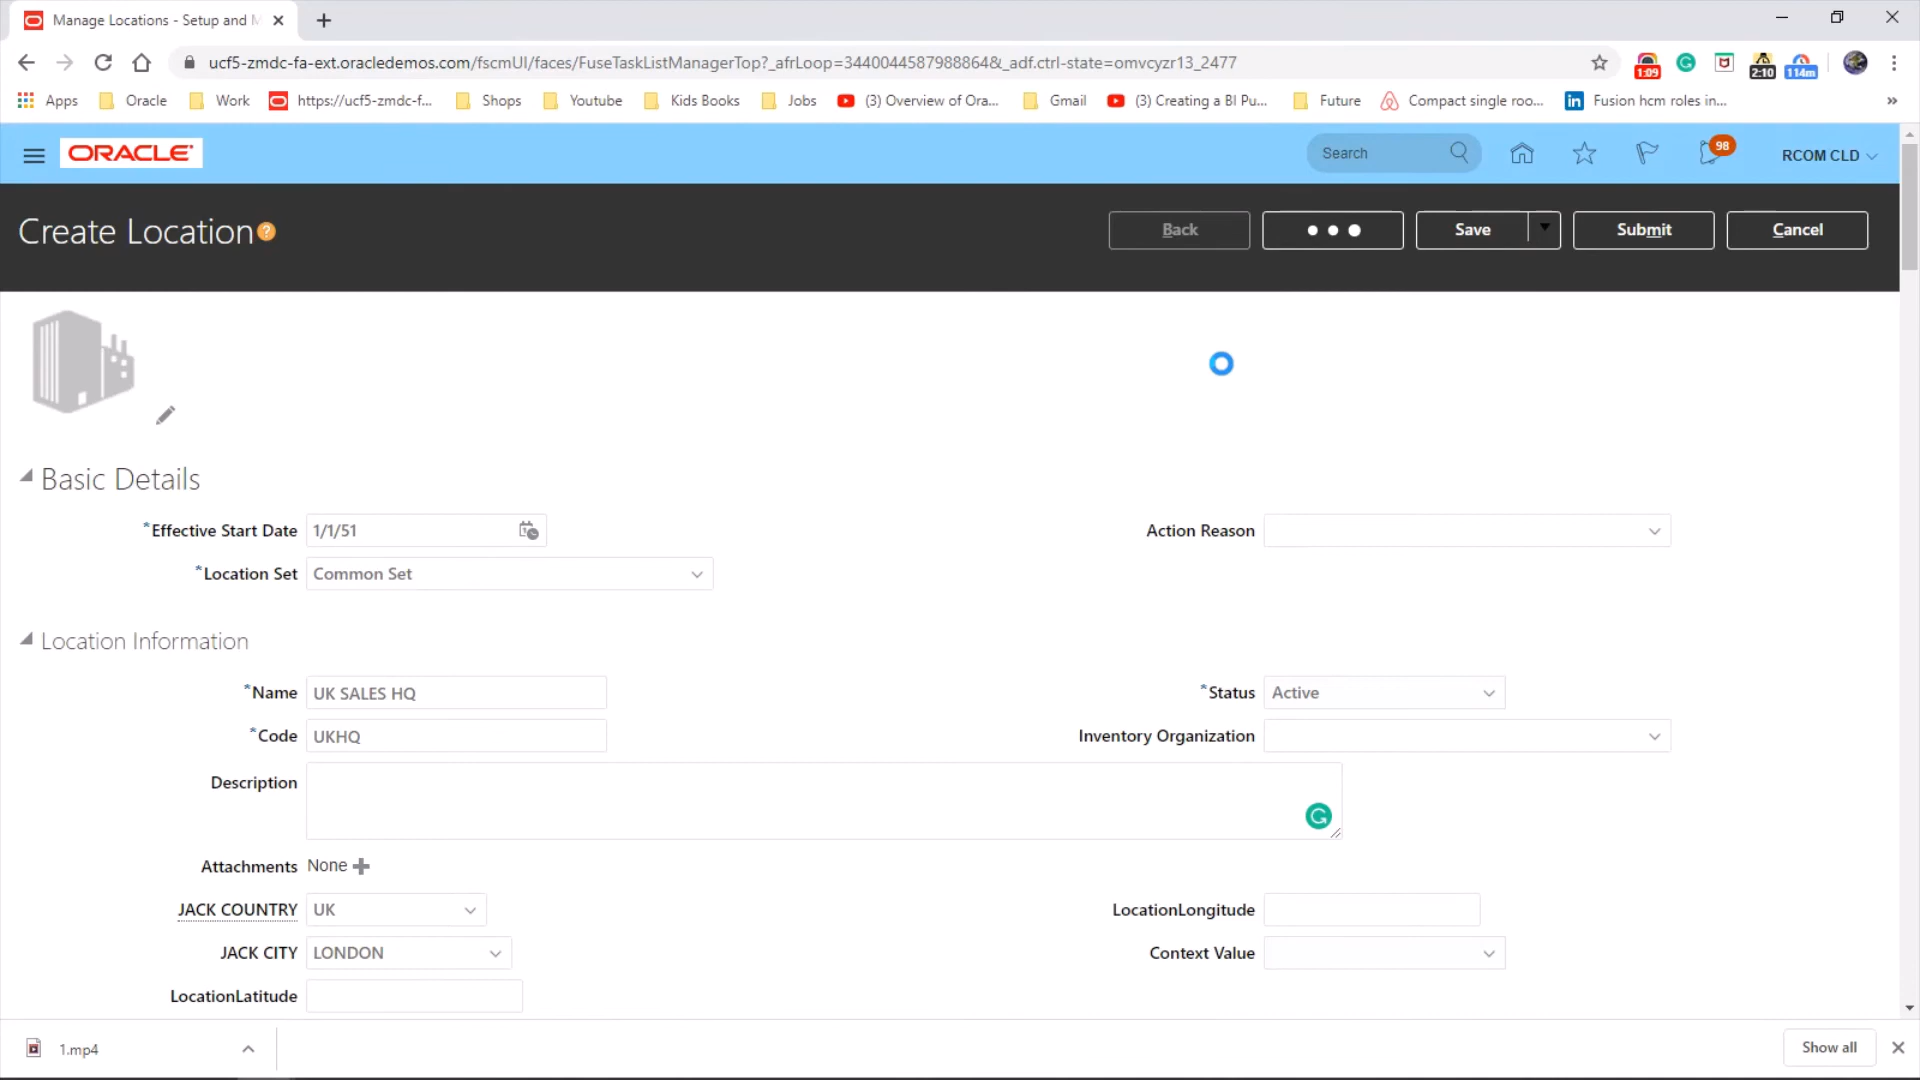 Manage Locations - Setup and M
ucf5-zmdc-fa-ext.oracledemos.com/fscmUI/faces/FuseTaskListManagerTop?_afrLoop=3440044587988864&_adf.ctrl-state=omvcyzr13_2477
1:09
2:10
114m
Apps
Oracle
Work
https://ucf5-zmdc-f...
Shops
Youtube
Kids Books
Jobs
(3) Overview of Ora...
Gmail
(3) Creating a BI Pu...
Future
Compact single roo...
Fusion hcm roles in...
»
ORACLE
Search
98
RCOM CLD
Create Location
Back
Save
Submit
Cancel
Basic Details
*Effective Start Date 1/1/51
Action Reason
*Location Set Common Set
Location Information
*Name UK SALES HQ
*Status Active
*Code UKHQ
Inventory Organization
Description
Attachments None
JACK COUNTRY UK
LocationLongitude
JACK CITY LONDON
Context Value
LocationLatitude
1.mp4
Show all